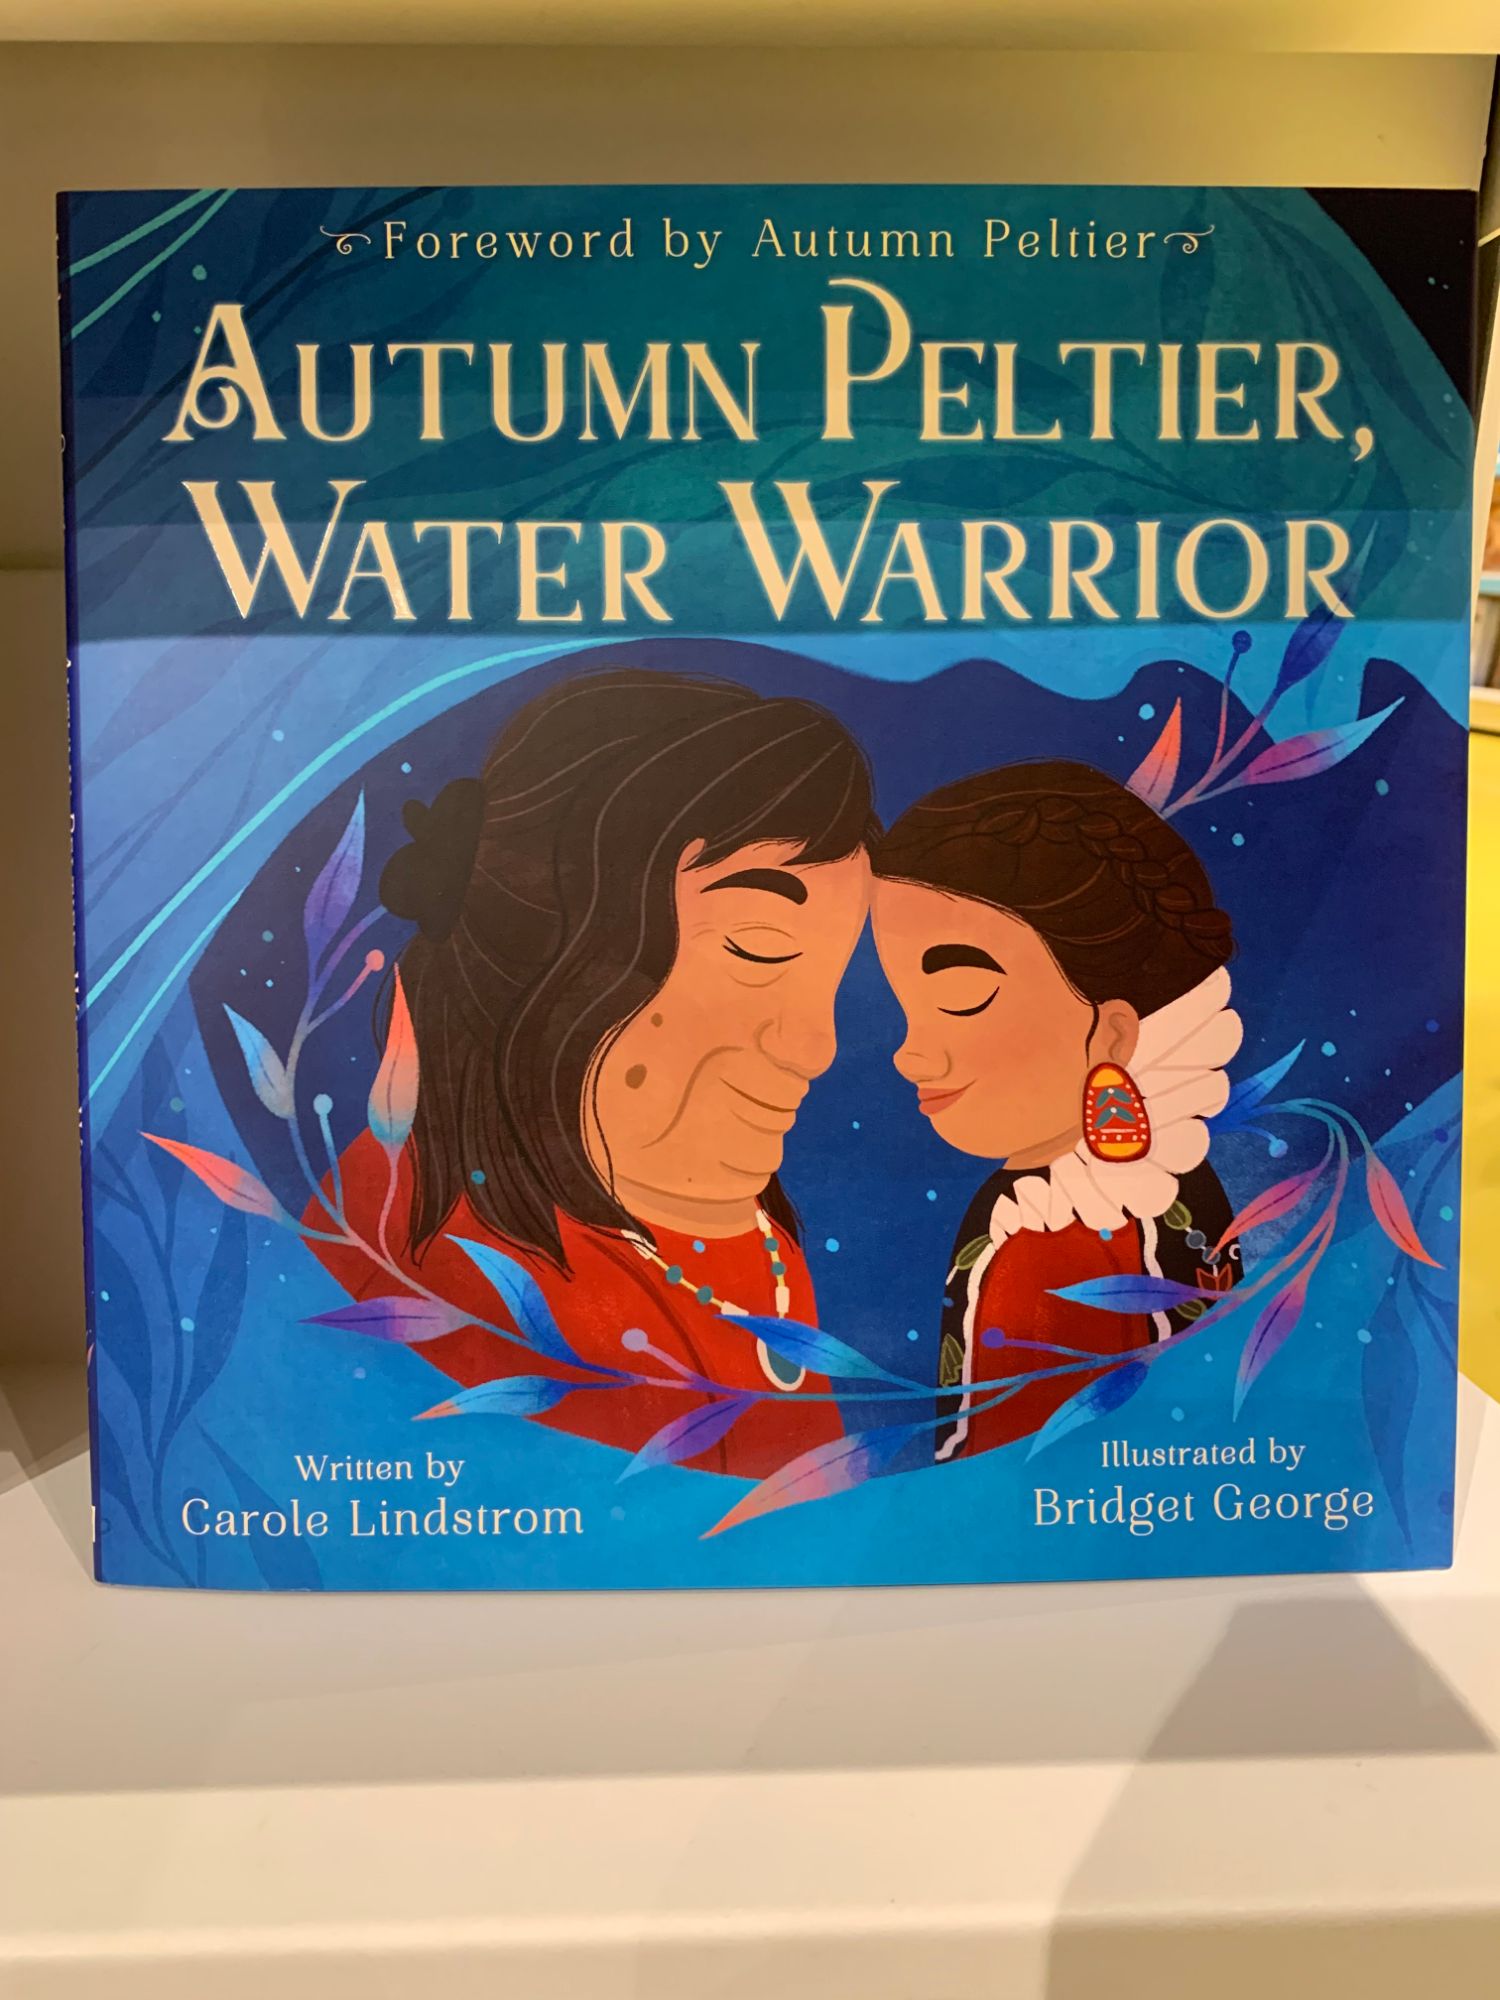 Foreword by Autumn Peltier
AUTUMN PELTIER,
WATER WARRIOR
Written by
Carole Lindstrom
Illustrated by
Bridget George